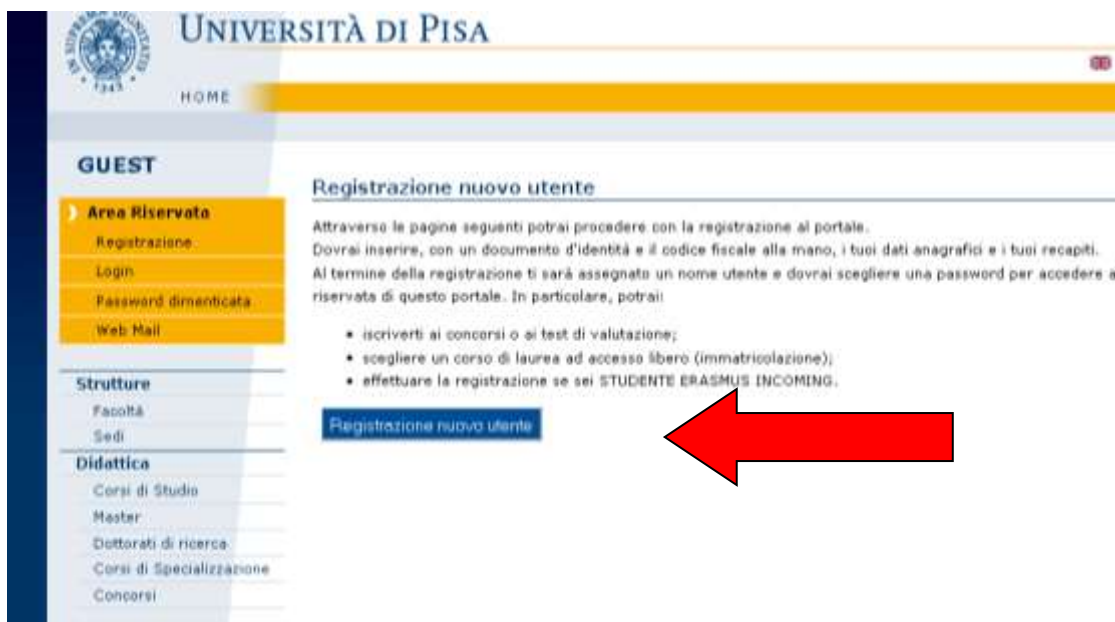 IN SUPREMA DIGNITATIS
1343
UNIVERSITÀ DI PISA
HOME
GUEST
Area Riservata
Registrazione
Login
Password dimenticata
Web Mail
Strutture
Facoltà
Sedi
Didattica
Corsi di Studio
Master
Dottorati di ricerca
Corsi di Specializzazione
Concorsi
Registrazione nuovo utente
Attraverso le pagine seguenti potrai procedere con la registrazione al portale.
Dovrai inserire, con un documento d'identità e il codice fiscale alla mano, i tuoi dati anagrafici e i tuoi recapiti.
Al termine della registrazione ti sarà assegnato un nome utente e dovrai scegliere una password per accedere a
riservata di questo portale. In particolare, potrai:
• iscriverti ai concorsi o ai test di valutazione;
• scegliere un corso di laurea ad accesso libero (immatricolazione);
• effettuare la registrazione se sei STUDENTE ERASMUS INCOMING.
Registrazione nuovo utente